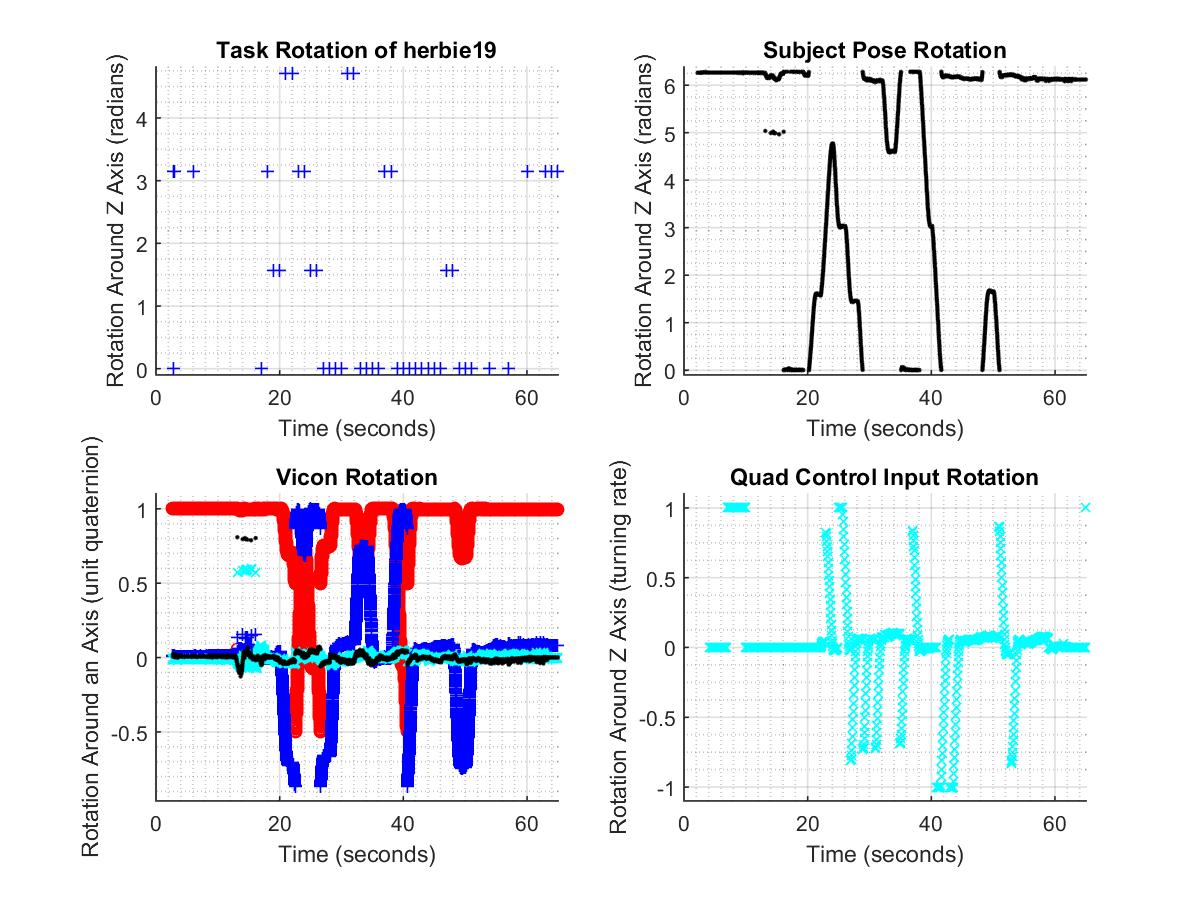 Task Rotation of herbie19
Rotation Around Z Axis (radians)
4
3
2
1
0
0 20 40 60
Time (seconds)
Subject Pose Rotation
Rotation Around Z Axis (radians)
6
5
4
3
2
1
0
0 20 40 60
Time (seconds)
Vicon Rotation
Rotation Around an Axis (unit quaternion)
1
0.5
0
-0.5
0 20 40 60
Time (seconds)
Quad Control Input Rotation
Rotation Around Z Axis (turning rate)
1
0.5
0
-0.5
-1
0 20 40 60
Time (seconds)